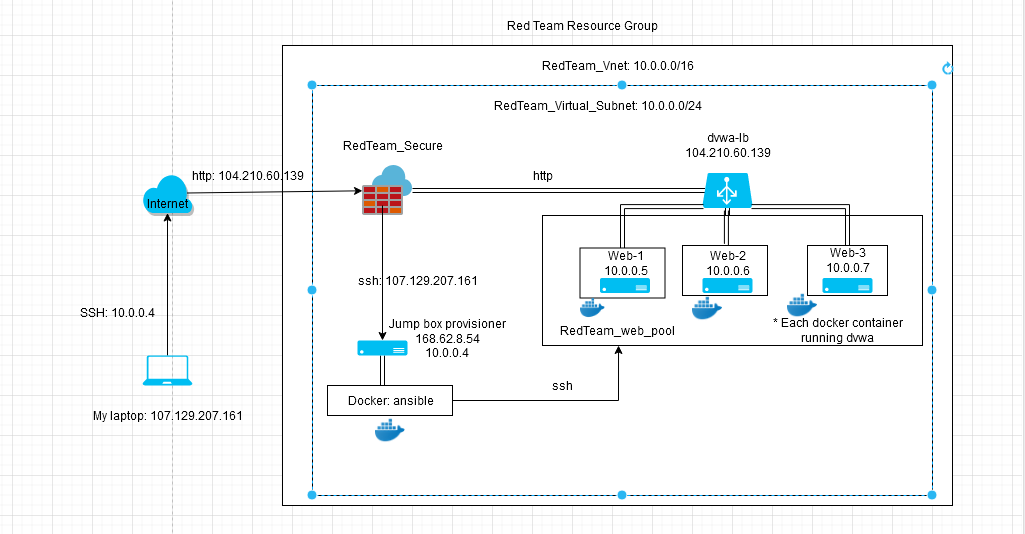 Red Team Resource Group
RedTeam_Vnet: 10.0.0.0/16
RedTeam_Virtual_Subnet: 10.0.0.0/24
dvwa-lb
104.210.60.139
RedTeam_Secure
http: 104.210.60.139
http
Internet
Web-1
10.0.0.5
Web-2
10.0.0.6
Web-3
10.0.0.7
ssh: 107.129.207.161
SSH: 10.0.0.4
Jump box provisioner
168.62.8.54
10.0.0.4
RedTeam_web_pool
* Each docker container
running dvwa
ssh
Docker: ansible
My laptop: 107.129.207.161